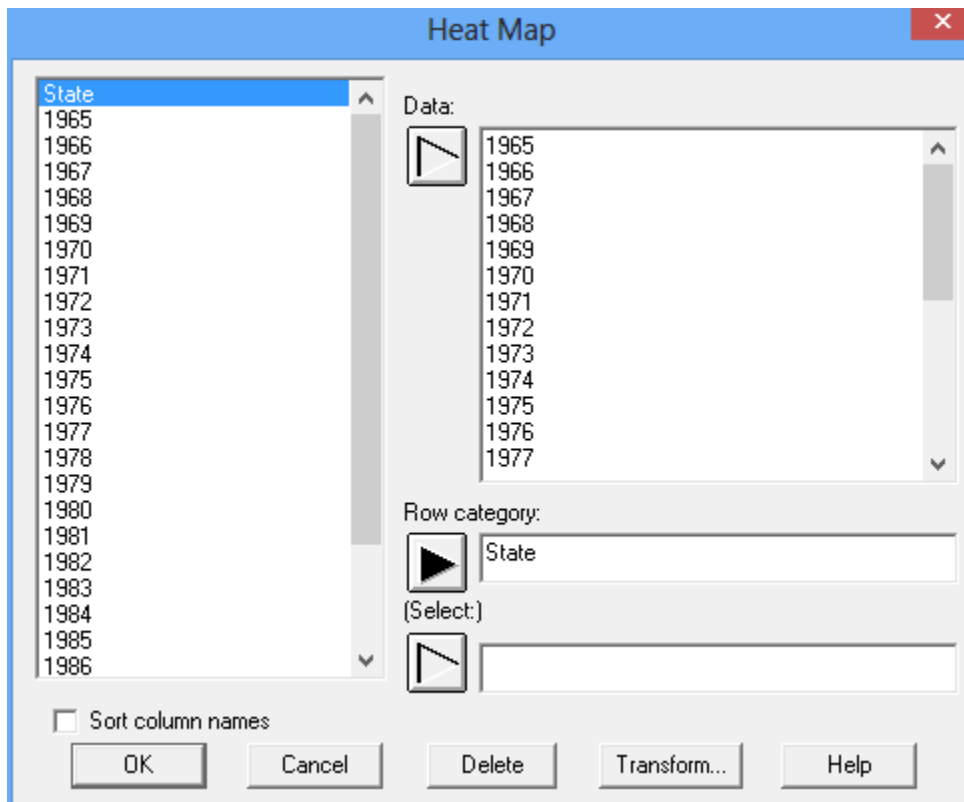 Heat Map
State
1965
1966
1967
1968
1969
1970
1971
1972
1973
1974
1975
1976
1977
1978
1979
1980
1981
1982
1983
1984
1985
1986
Data:
1965
1966
1967
1968
1969
1970
1971
1972
1973
1974
1975
1976
1977
Row category:
State
(Select:)
Sort column names
OK
Cancel
Delete
Transform...
Help